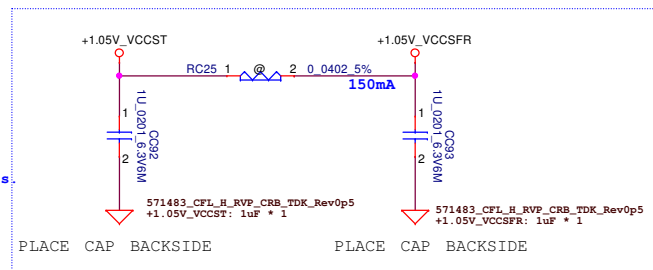 +1.05V_VCCST
+1.05V_VCCSFR
RC25 1 @ 2 0_0402_5%
150mA
1
2
1U_0201_6.3V6M
CC92
1
2
1U_0201_6.3V6M
CC93
s.
571483_CFL_H_RVP_CRB_TDK_Rev0p5
+1.05V_VCCST: 1uF * 1
571483_CFL_H_RVP_CRB_TDK_Rev0p5
+1.05V_VCCSFR: 1uF * 1
PLACE CAP BACKSIDE
PLACE CAP BACKSIDE